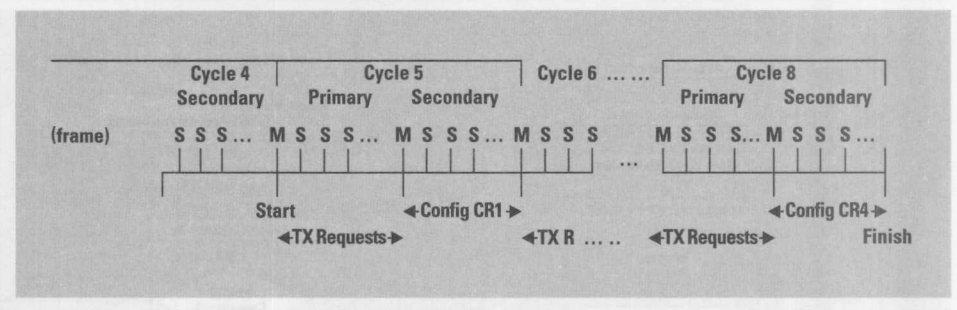 Cycle 4 Cycle 5 Cycle 6 ... ... Cycle 8
Secondary Primary Secondary Primary Secondary
(frame) S S S ... M S S S ... M S S S ... M S S S M S S S... M S S S ...
...
Start Config CR1 Config CR4
TX Requests TX R ... .. TX Requests Finish